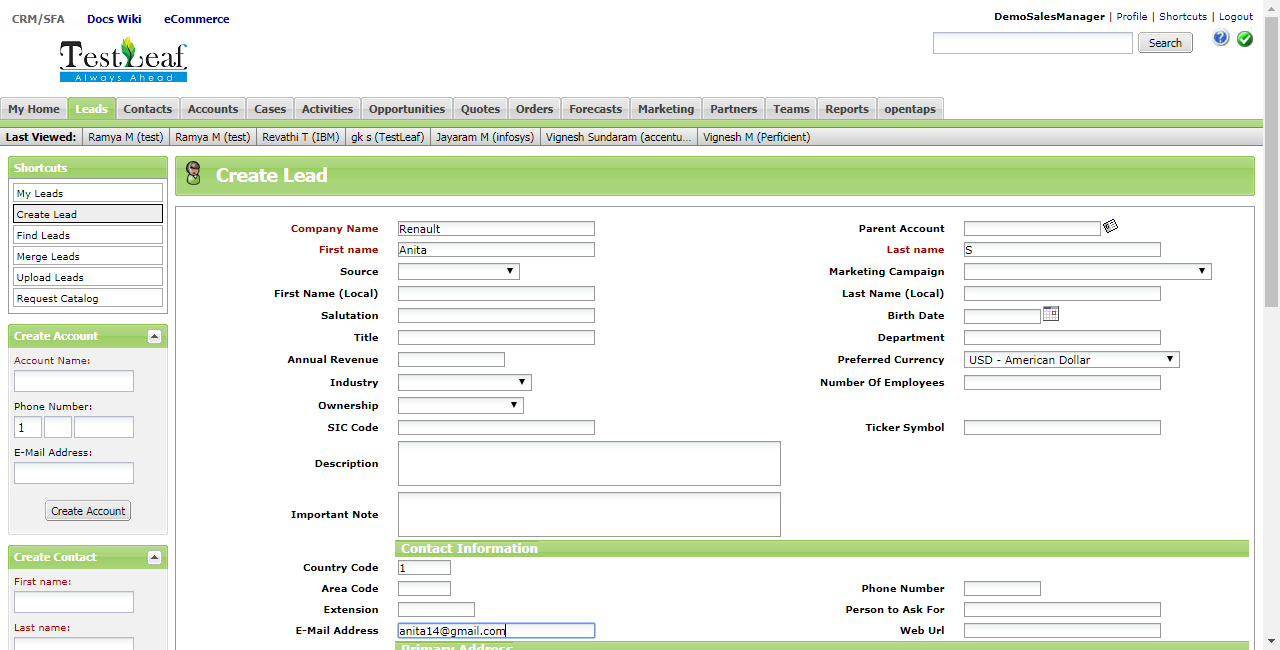 CRM/SFA Docs Wiki eCommerce
DemoSalesManager | Profile | Shortcuts | Logout
TestLeaf
Always Ahead
Search
My Home Leads Contacts Accounts Cases Activities Opportunities Quotes Orders Forecasts Marketing Partners Teams Reports opentaps
Last Viewed: Ramya M (test) Ramya M (test) Revathi T (IBM) gk s (TestLeaf) Jayaram M (infosys) Vignesh Sundaram (accentu... Vignesh M (Perficient)
Shortcuts
My Leads
Create Lead
Find Leads
Merge Leads
Upload Leads
Request Catalog
Create Account
Account Name:
Phone Number:
1
E-Mail Address:
Create Account
Create Contact
First name:
Last name:
Create Lead
Company Name Renault Parent Account
First name Anita Last name S
Source Marketing Campaign
First Name (Local) Last Name (Local)
Salutation Birth Date
Title Department
Annual Revenue Preferred Currency USD - American Dollar
Industry Number Of Employees
Ownership
SIC Code Ticker Symbol
Description
Important Note
Contact Information
Country Code 1
Area Code Phone Number
Extension Person to Ask For
E-Mail Address anita14@gmail.com Web Url
Primary Address